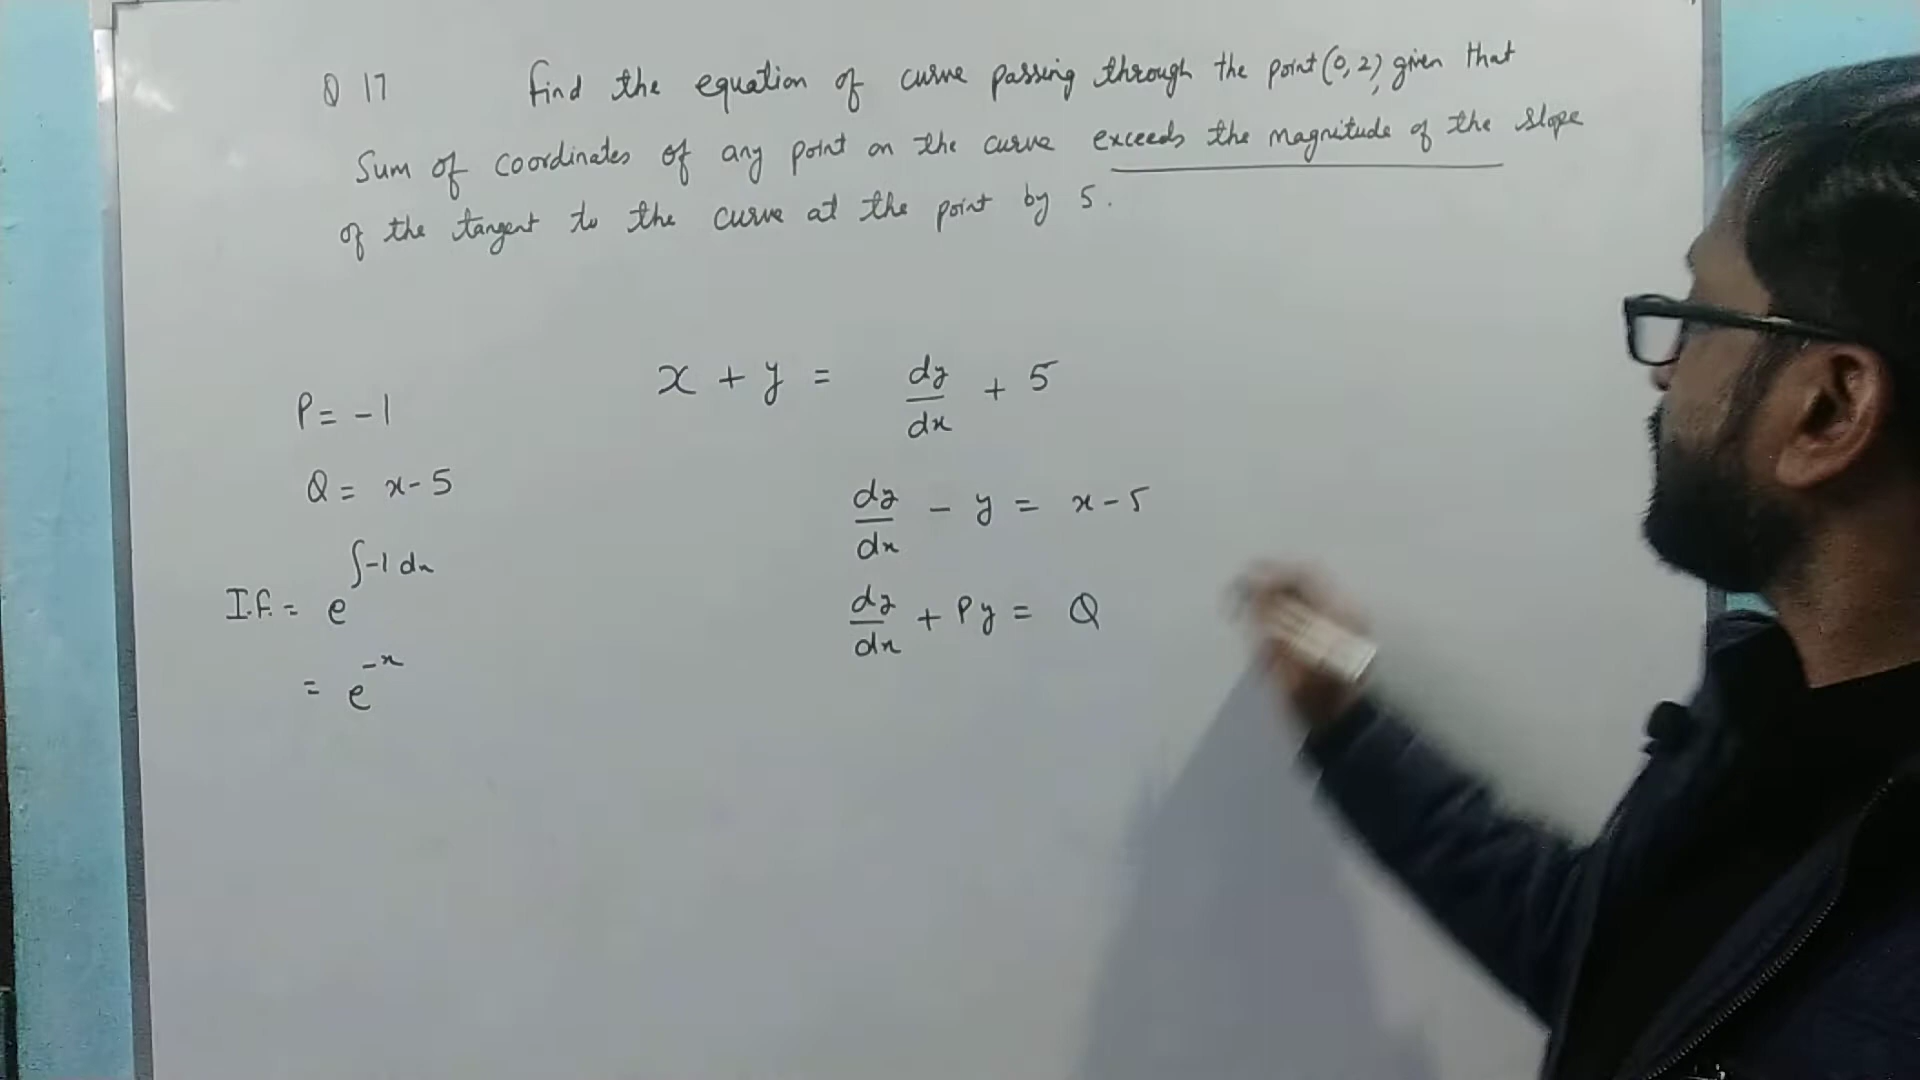 Q 17 find the equation of curve passing through the point (0, 2), given that
Sum of coordinates of any point on the curve exceeds the magnitude of the slope
of the tangent to the curve at the point by 5.
x + y = dy/dx + 5
P = -1
Q = x - 5
dy/dx - y = x - 5
I.F. = e^∫-1 dx
dy/dx + Py = Q
= e^-x